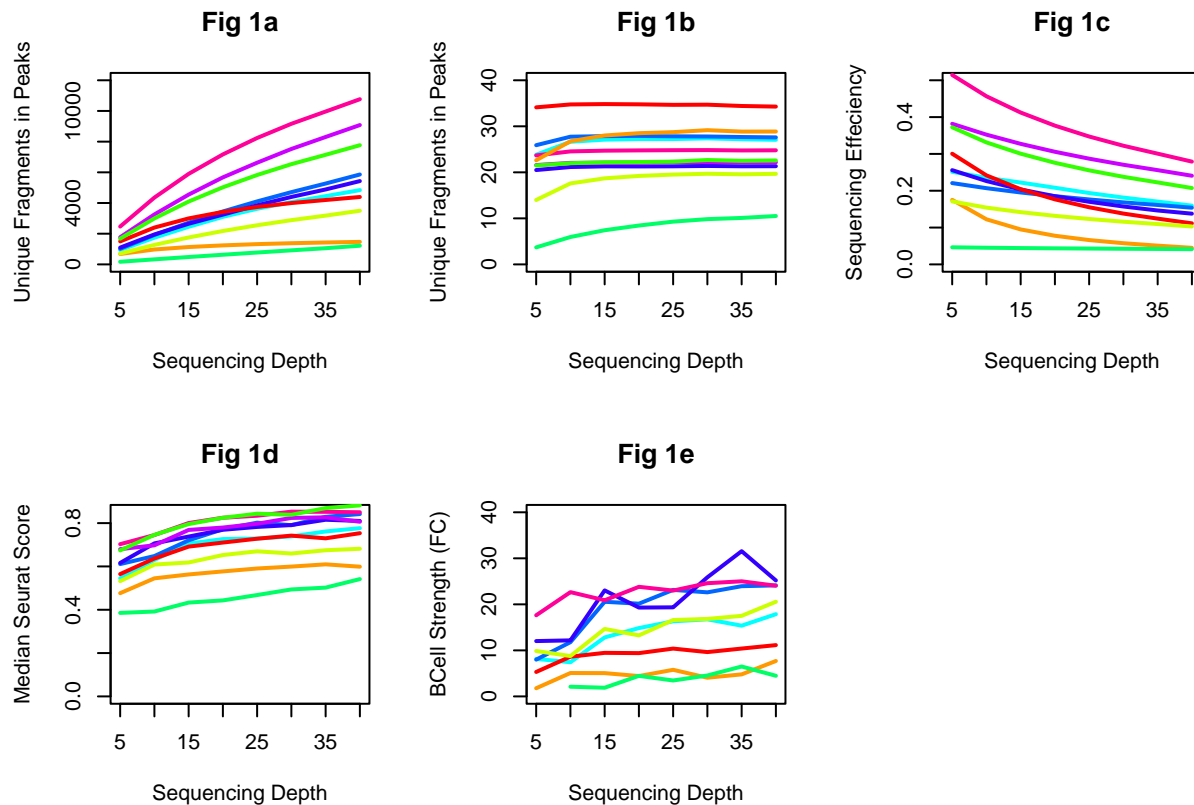 Fig 1a
Unique Fragments in Peaks
0
4000
10000
5
15
25
35
Sequencing Depth
Fig 1b
Unique Fragments in Peaks
0
10
20
30
40
5
15
25
35
Sequencing Depth
Fig 1c
Sequencing Effeciency
0.0
0.2
0.4
5
15
25
35
Sequencing Depth
Fig 1d
Median Seurat Score
0.0
0.4
0.8
5
15
25
35
Sequencing Depth
Fig 1e
BCell Strength (FC)
0
10
20
30
40
5
15
25
35
Sequencing Depth